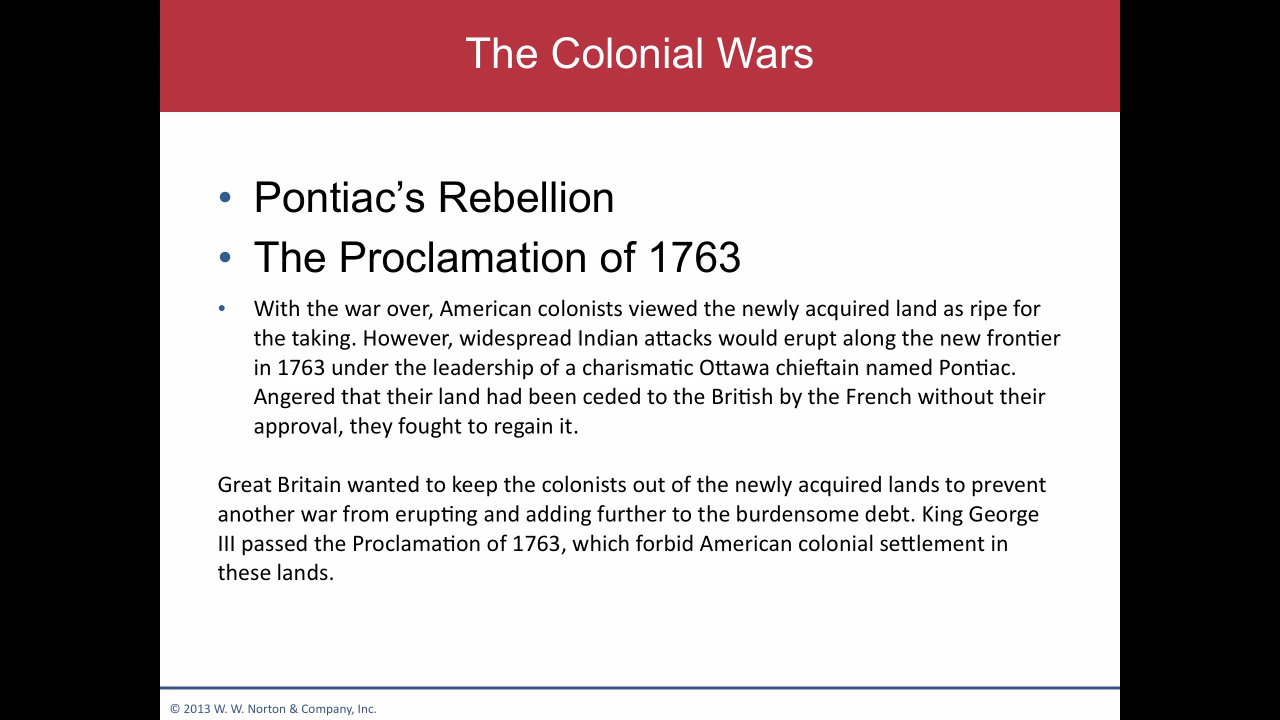 The Colonial Wars
• Pontiac’s Rebellion
• The Proclamation of 1763
• With the war over, American colonists viewed the newly acquired land as ripe for
the taking. However, widespread Indian attacks would erupt along the new frontier
in 1763 under the leadership of a charismatic Ottawa chieftain named Pontiac.
Angered that their land had been ceded to the British by the French without their
approval, they fought to regain it.
Great Britain wanted to keep the colonists out of the newly acquired lands to prevent
another war from erupting and adding further to the burdensome debt. King George
III passed the Proclamation of 1763, which forbid American colonial settlement in
these lands.
© 2013 W. W. Norton & Company, Inc.